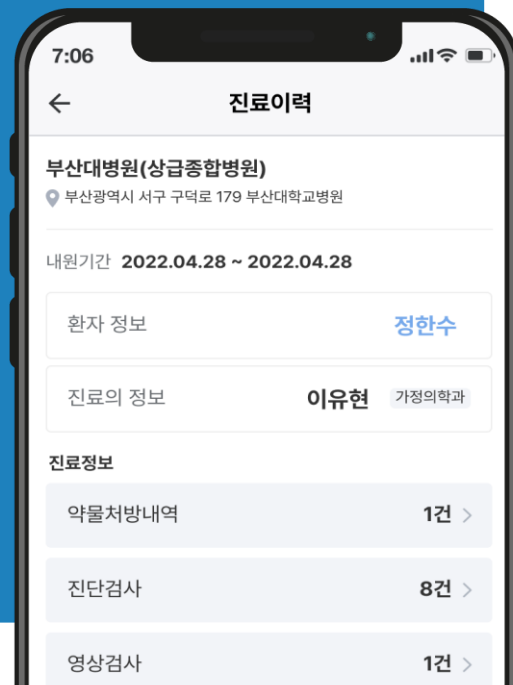 7:06
진료이력
부산대병원(상급종합병원)
부산광역시 서구 구덕로 179 부산대학교병원
내원기간 2022.04.28 ~ 2022.04.28
환자 정보 정한수
진료의 정보 이유현 가정의학과
진료정보
약물처방내역 1건
진단검사 8건
영상검사 1건